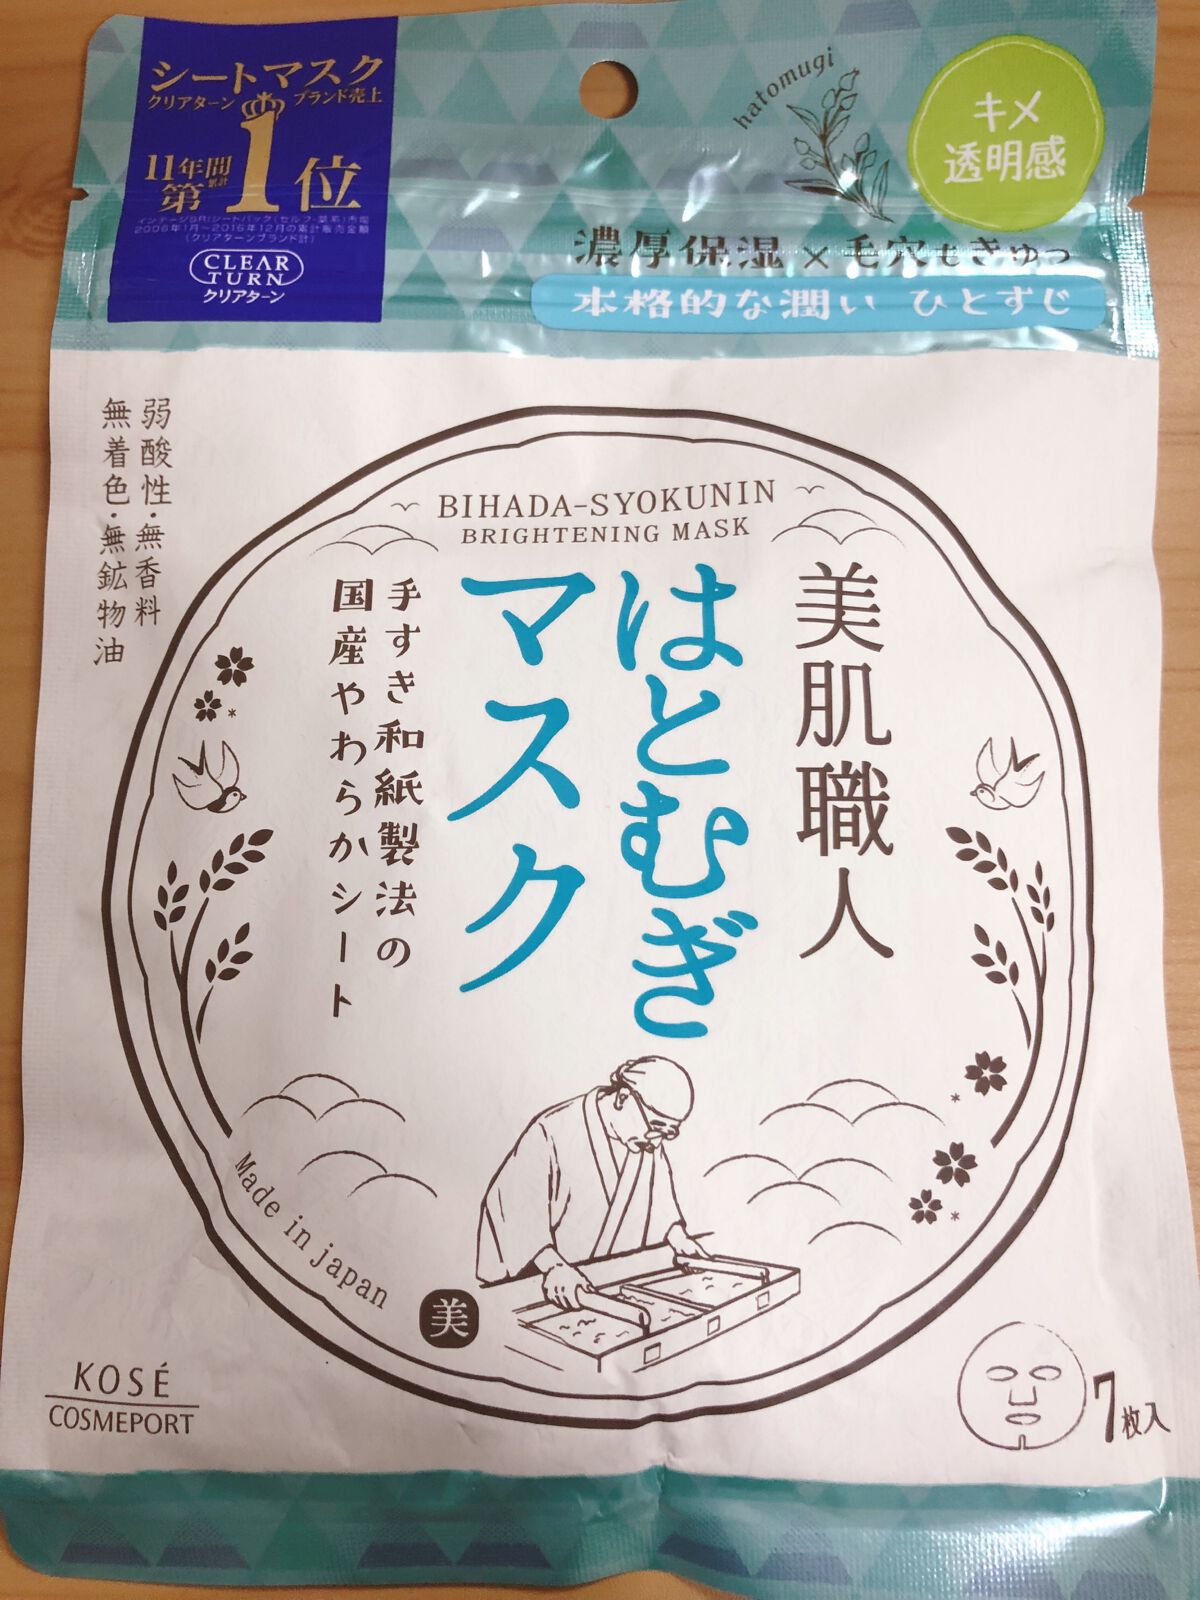 シートマスク
クリアターン ブランド売上
11年間
累計
第1位
インテージSRI シートパック(セルフ-薬系)市場
2006年1月~2016年12月の累計販売金額
(クリアターンブランド計)
CLEAR
TURN
クリアターン
hatomugi
キメ
透明感
濃厚保湿×毛穴もきゅっ
本格的な潤い ひとすじ
弱酸性・無香料
無着色・無鉱物油
BIHADA-SYOKUNIN
BRIGHTENING MASK
美肌職人
はとむぎ
マスク
手すき和紙製法の
国産やわらかシート
Made in japan
美
KOSÉ
COSMEPORT
7枚入